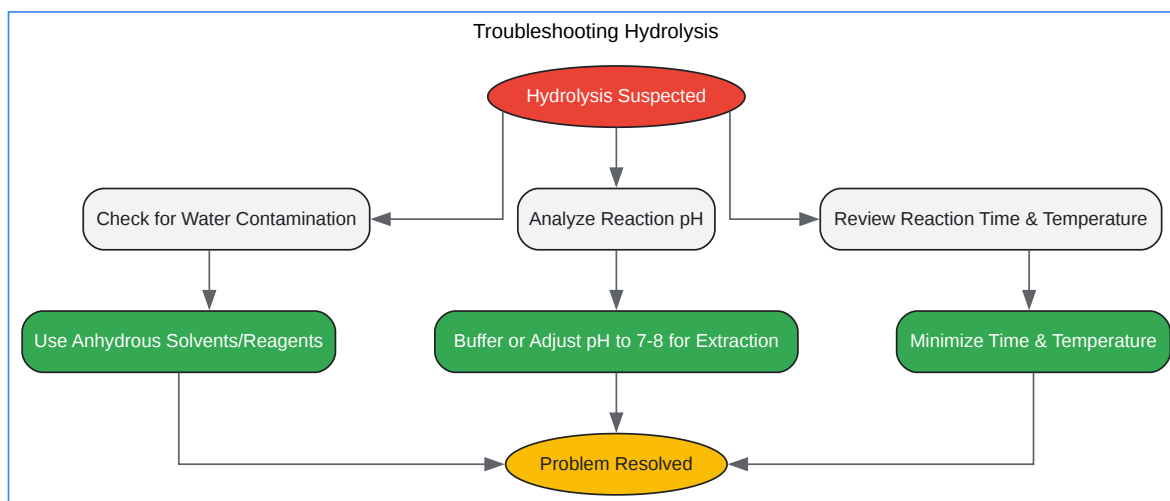 Troubleshooting Hydrolysis
Hydrolysis Suspected
Check for Water Contamination
Analyze Reaction pH
Review Reaction Time & Temperature
Use Anhydrous Solvents/Reagents
Buffer or Adjust pH to 7-8 for Extraction
Minimize Time & Temperature
Problem Resolved